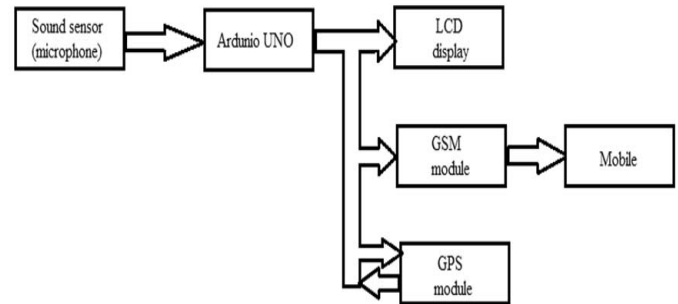 Sound sensor
(microphone)
Ardunio UNO
LCD
display
GSM
module
Mobile
GPS
module